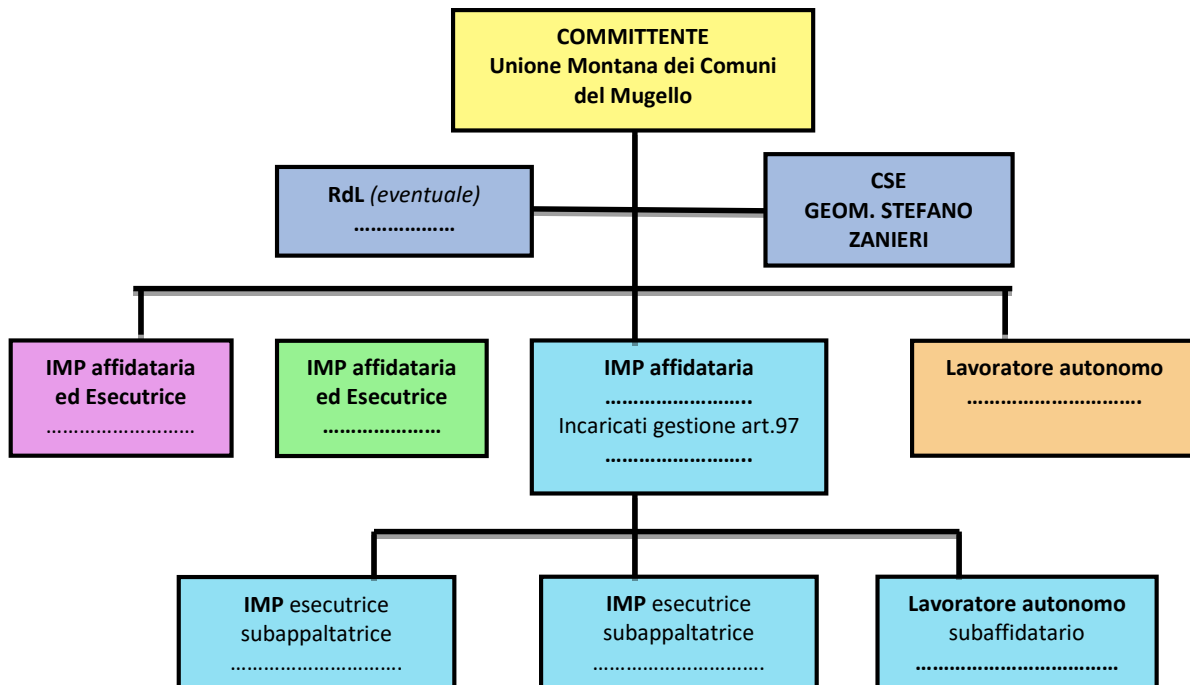 COMMITTENTE
Unione Montana dei Comuni
del Mugello
RdL (eventuale)
………………
CSE
GEOM. STEFANO
ZANIERI
IMP affidataria
ed Esecutrice
………………………
IMP affidataria
ed Esecutrice
…………………
IMP affidataria
……………………..
Incaricati gestione art.97
……………………..
Lavoratore autonomo
………………………….
IMP esecutrice
subappaltatrice
………………………….
IMP esecutrice
subappaltatrice
………………………….
Lavoratore autonomo
subaffidatario
………………………………